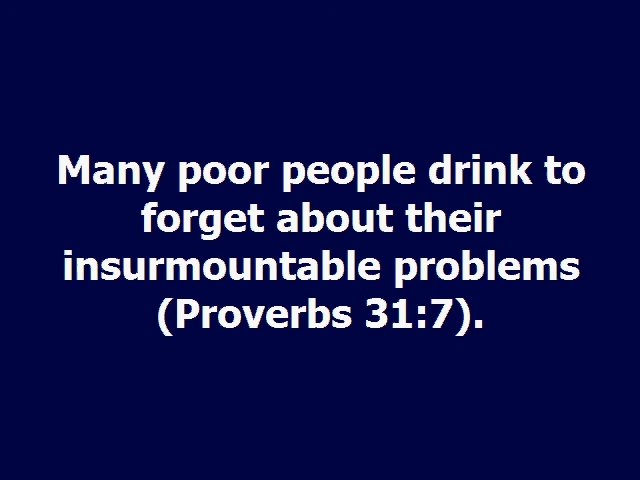 Many poor people drink to
forget about their
insurmountable problems
(Proverbs 31:7).